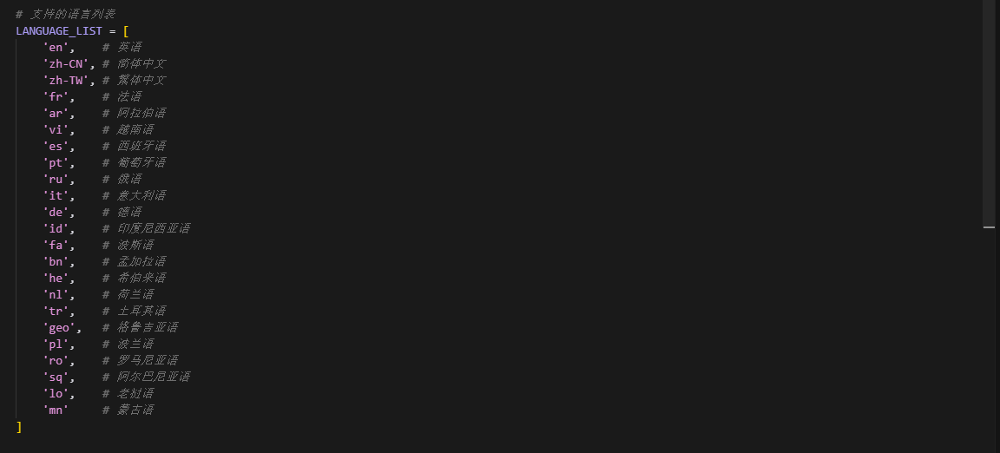 # 支持的语言列表
LANGUAGE_LIST = [
    'en',    # 英语
    'zh-CN', # 简体中文
    'zh-TW', # 繁体中文
    'fr',    # 法语
    'ar',    # 阿拉伯语
    'vi',    # 越南语
    'es',    # 西班牙语
    'pt',    # 葡萄牙语
    'ru',    # 俄语
    'it',    # 意大利语
    'de',    # 德语
    'id',    # 印度尼西亚语
    'fa',    # 波斯语
    'bn',    # 孟加拉语
    'he',    # 希伯来语
    'nl',    # 荷兰语
    'tr',    # 土耳其语
    'geo',   # 格鲁吉亚语
    'pl',    # 波兰语
    'ro',    # 罗马尼亚语
    'sq',    # 阿尔巴尼亚语
    'lo',    # 老挝语
    'mn'     # 蒙古语
]